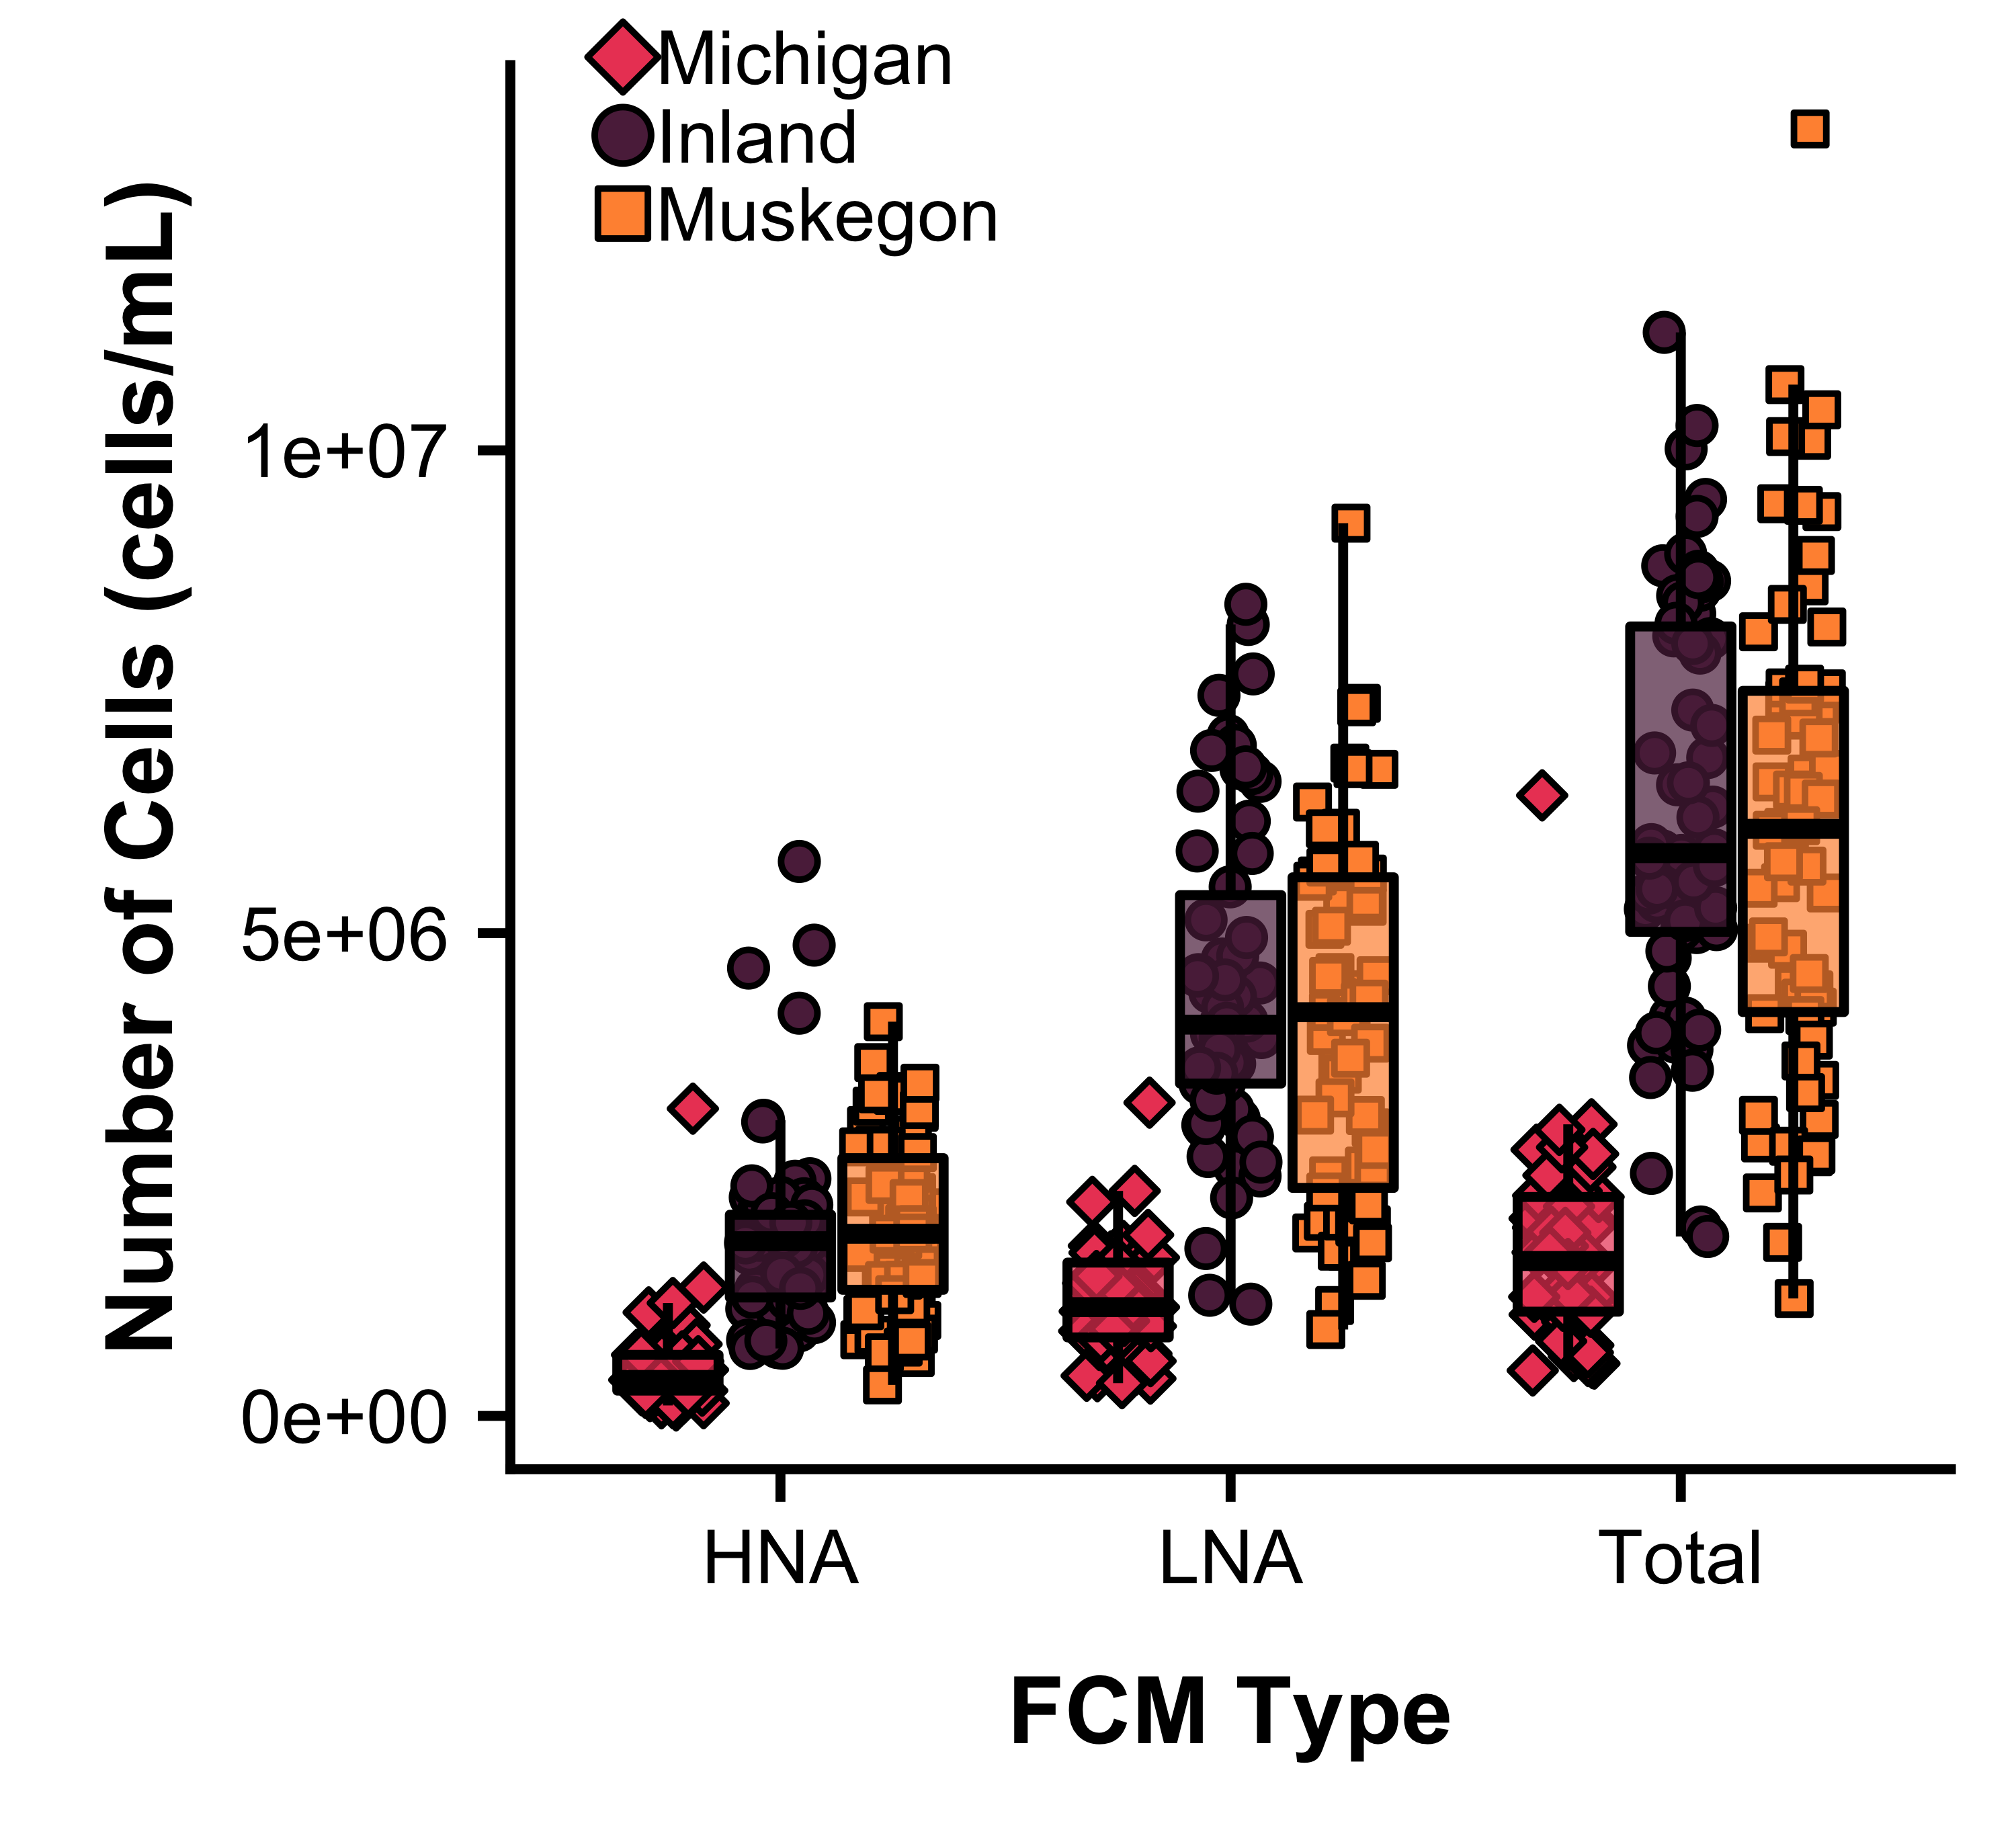 Michigan
Inland
Muskegon
Number of Cells (cells/mL)
1e+07
5e+06
0e+00
HNA
LNA
Total
FCM Type